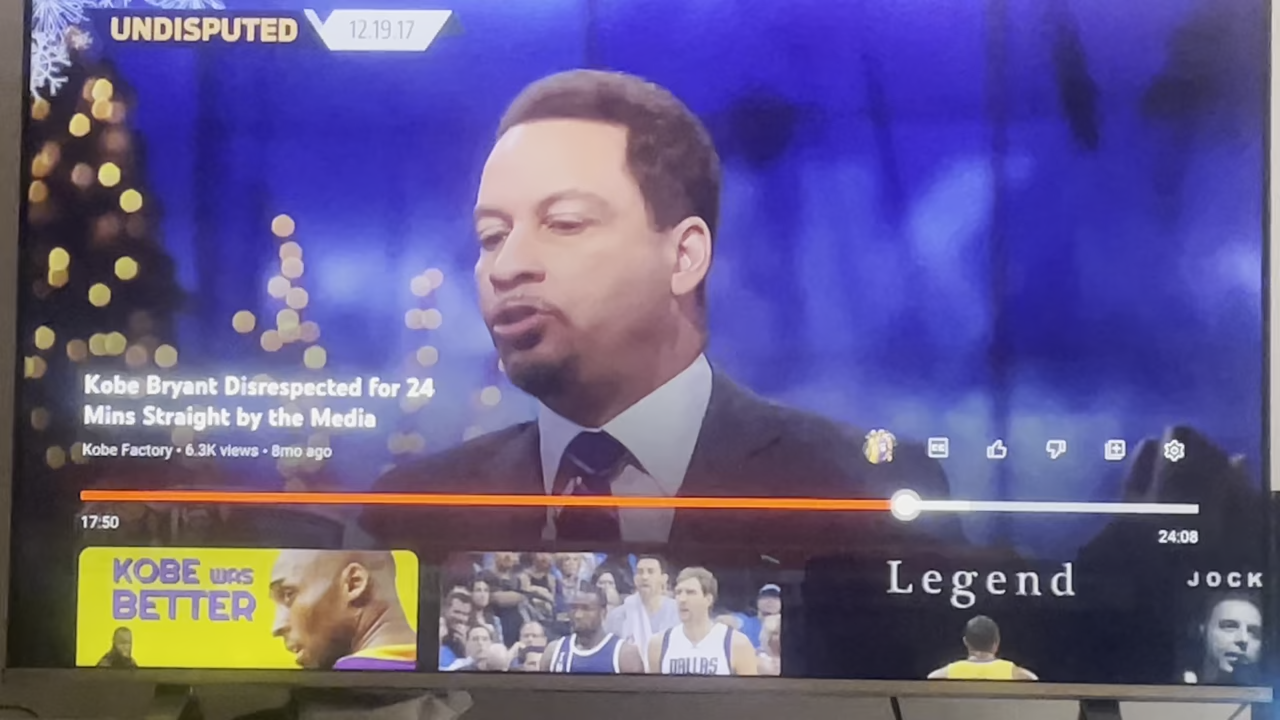 UNDISPUTED 12.19.17
Kobe Bryant Disrespected for 24
Mins Straight by the Media
Kobe Factory • 6.3K views • 8mo ago
CC
17:50
24:08
KOBE WAS
BETTER
DALLAS
Legend
JOCK